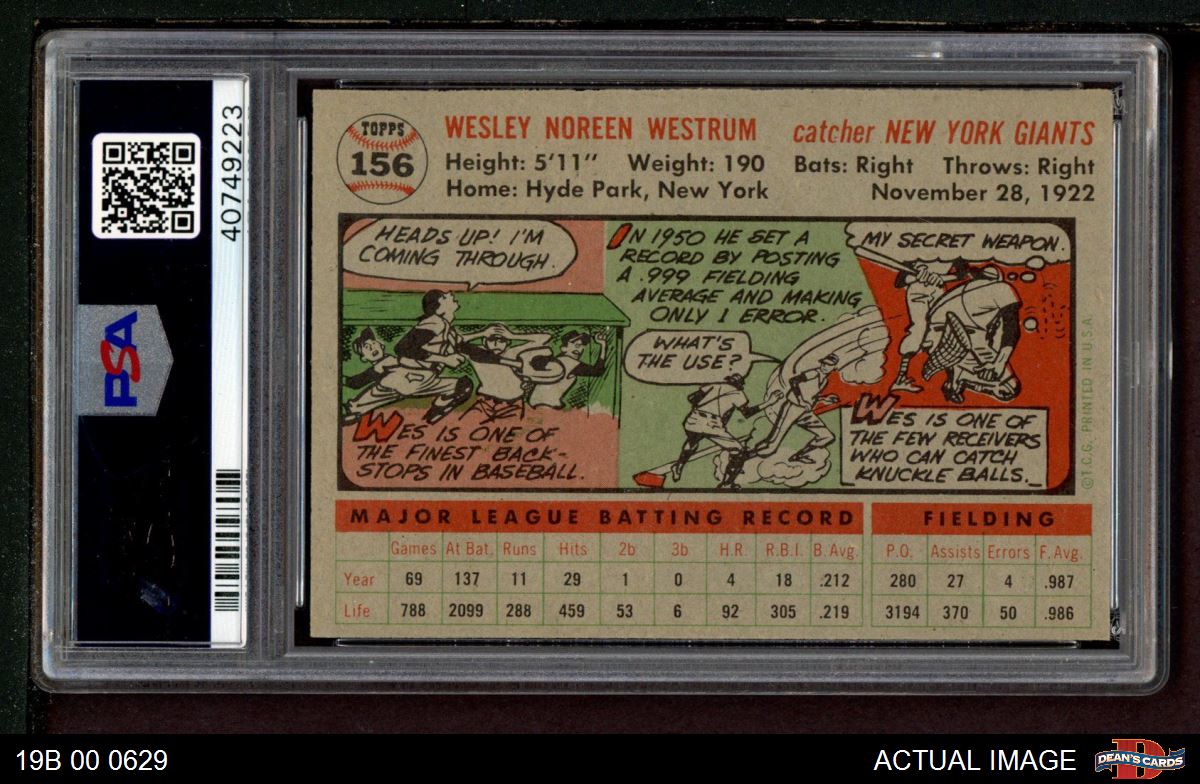 40749223
PSA
TOPPS
156
WESLEY NOREEN WESTRUM
catcher NEW YORK GIANTS
Height: 5'11" Weight: 190 Bats: Right Throws: Right
Home: Hyde Park, New York November 28, 1922
HEADS UP! I'M
COMING THROUGH.
WES IS ONE OF
THE FINEST BACK-
STOPS IN BASEBALL.
IN 1950 HE SET A
RECORD BY POSTING
A .999 FIELDING
AVERAGE AND MAKING
ONLY 1 ERROR.
WHAT'S
THE USE?
MY SECRET WEAPON.
WES IS ONE OF
THE FEW RECEIVERS
WHO CAN CATCH
KNUCKLE BALLS.
©T.C.G. PRINTED IN U.S.A.
MAJOR LEAGUE BATTING RECORD FIELDING
Games At Bat Runs Hits 2b 3b H.R. R.B.I. B. Avg. P.O. Assists Errors F. Avg.
Year 69 137 11 29 1 0 4 18 .212 280 27 4 .987
Life 788 2099 288 459 53 6 92 305 .219 3194 370 50 .986
19B 00 0629
ACTUAL IMAGE
D
DEAN'S CARDS